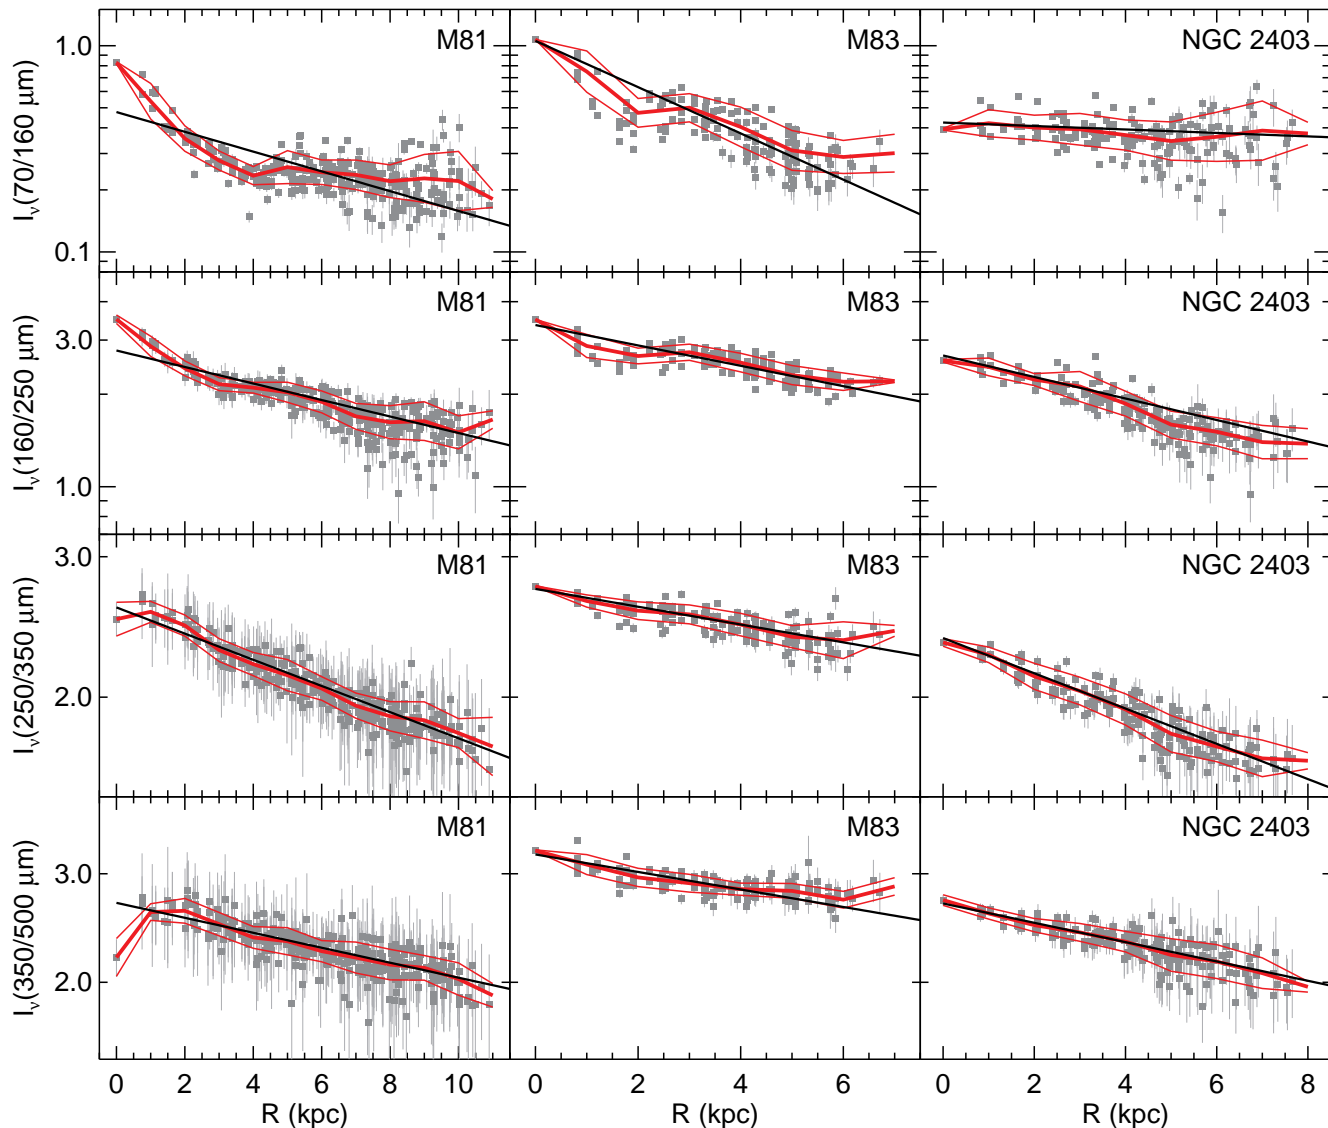 M81 M83 NGC 2403
1.0
0.1
Iν(70/160 μm)
M81 M83 NGC 2403
3.0
1.0
Iν(160/250 μm)
M81 M83 NGC 2403
3.0
2.0
Iν(250/350 μm)
M81 M83 NGC 2403
3.0
2.0
Iν(350/500 μm)
0 2 4 6 8 10 0 2 4 6 0 2 4 6 8
R (kpc) R (kpc) R (kpc)